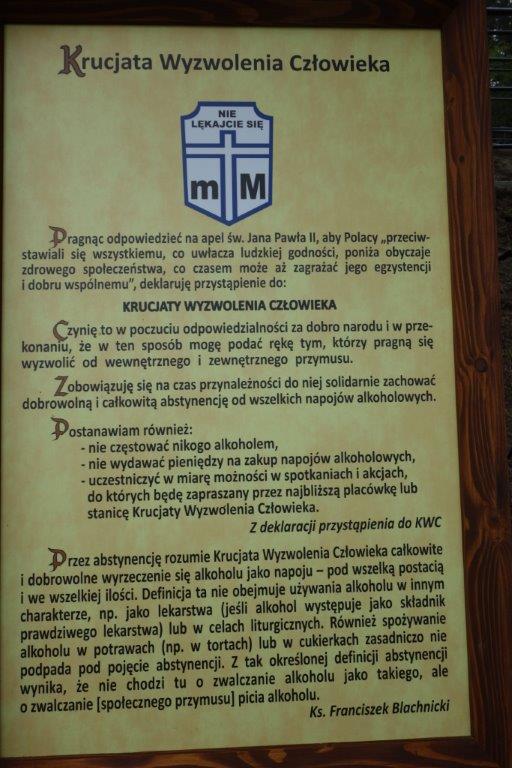 Krucjata Wyzwolenia Człowieka
NIE
LĘKAJCIE SIĘ
m M
Pragnąc odpowiedzieć na apel św. Jana Pawła II, aby Polacy „przeciw-
stawiali się wszystkiemu, co uwłacza ludzkiej godności, poniża obyczaje
zdrowego społeczeństwa, co czasem może aż zagrażać jego egzystencji
i dobru wspólnemu”, deklaruję przystąpienie do:
KRUCJATY WYZWOLENIA CZŁOWIEKA
Czynię to w poczuciu odpowiedzialności za dobro narodu i w prze-
konaniu, że w ten sposób mogę podać rękę tym, którzy pragną się
wyzwolić od wewnętrznego i zewnętrznego przymusu.
Zobowiązuję się na czas przynależności do niej solidarnie zachować
dobrowolną i całkowitą abstynencję od wszelkich napojów alkoholowych.
Postanawiam również:
- nie częstować nikogo alkoholem,
- nie wydawać pieniędzy na zakup napojów alkoholowych,
- uczestniczyć w miarę możności w spotkaniach i akcjach,
do których będę zapraszany przez najbliższą placówkę lub
stanicę Krucjaty Wyzwolenia Człowieka.
Z deklaracji przystąpienia do KWC
Przez abstynencję rozumie Krucjata Wyzwolenia Człowieka całkowite
i dobrowolne wyrzeczenie się alkoholu jako napoju – pod wszelką postacią
i we wszelkiej ilości. Definicja ta nie obejmuje używania alkoholu w innym
charakterze, np. jako lekarstwa (jeśli alkohol występuje jako składnik
prawdziwego lekarstwa) lub w celach liturgicznych. Również spożywanie
alkoholu w potrawach (np. w tortach) lub w cukierkach zasadniczo nie
podpada pod pojęcie abstynencji. Z tak określonej definicji abstynencji
wynika, że nie chodzi tu o zwalczanie alkoholu jako takiego, ale
o zwalczanie [społecznego przymusu] picia alkoholu.
Ks. Franciszek Blachnicki